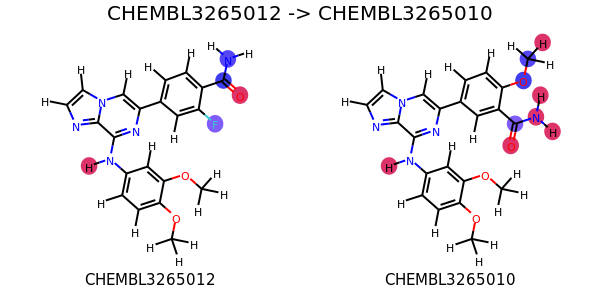 CHEMBL3265012 -> CHEMBL3265010
H H H N H H
H H N O
H N H N O F
N N H
H N H H N
H O H H
H O H
H H
H H
H
H H H O H H
H H N H
H N H N O H
N N H
H N H H N
H O H H
H O H
H H
H H
H
CHEMBL3265012 CHEMBL3265010